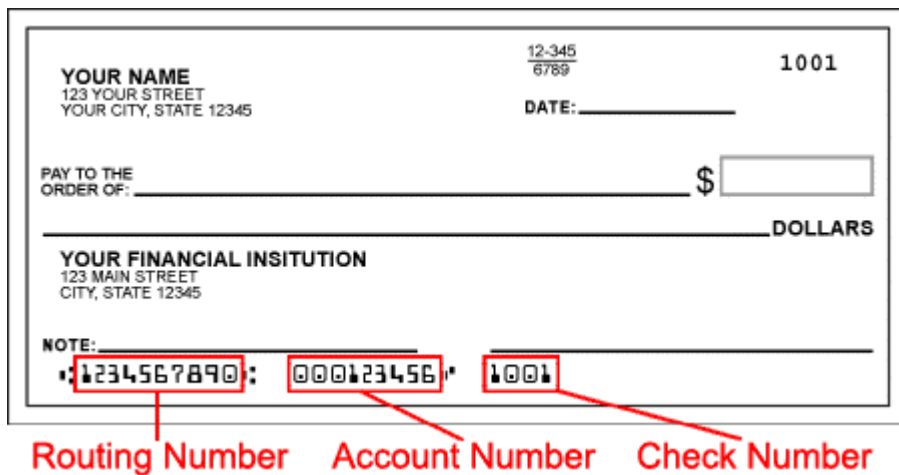 12-345
6789
1001
YOUR NAME
123 YOUR STREET
YOUR CITY, STATE 12345
DATE:
PAY TO THE
ORDER OF:
$
DOLLARS
YOUR FINANCIAL INSITUTION
123 MAIN STREET
CITY, STATE 12345
NOTE:
⑆1234567890⑆ 000123456⑈ 1001
Routing Number Account Number Check Number